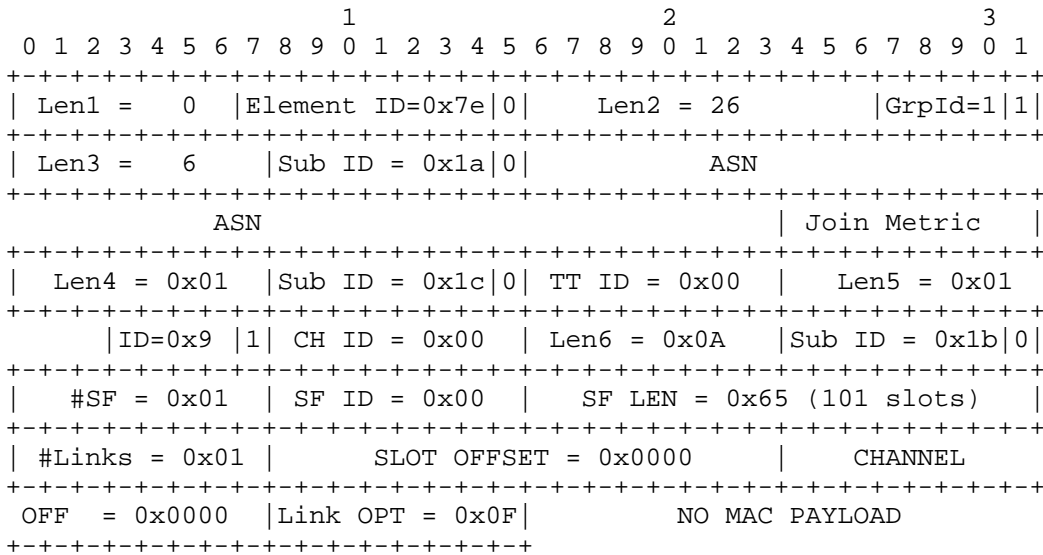 1                   2                   3
 0 1 2 3 4 5 6 7 8 9 0 1 2 3 4 5 6 7 8 9 0 1 2 3 4 5 6 7 8 9 0 1
+-+-+-+-+-+-+-+-+-+-+-+-+-+-+-+-+-+-+-+-+-+-+-+-+-+-+-+-+-+-+-+-+
| Len1 =   0  |Element ID=0x7e|0|    Len2 = 26        |GrpId=1|1|
+-+-+-+-+-+-+-+-+-+-+-+-+-+-+-+-+-+-+-+-+-+-+-+-+-+-+-+-+-+-+-+-+
| Len3 =   6    |Sub ID = 0x1a|0|           ASN
+-+-+-+-+-+-+-+-+-+-+-+-+-+-+-+-+-+-+-+-+-+-+-+-+-+-+-+-+-+-+-+-+
             ASN                                | Join Metric   |
+-+-+-+-+-+-+-+-+-+-+-+-+-+-+-+-+-+-+-+-+-+-+-+-+-+-+-+-+-+-+-+-+
|  Len4 = 0x01  |Sub ID = 0x1c|0| TT ID = 0x00  |   Len5 = 0x01
+-+-+-+-+-+-+-+-+-+-+-+-+-+-+-+-+-+-+-+-+-+-+-+-+-+-+-+-+-+-+-+-+
      |ID=0x9 |1| CH ID = 0x00  | Len6 = 0x0A   |Sub ID = 0x1b|0|
+-+-+-+-+-+-+-+-+-+-+-+-+-+-+-+-+-+-+-+-+-+-+-+-+-+-+-+-+-+-+-+-+
|   #SF = 0x01  | SF ID = 0x00  |   SF LEN = 0x65 (101 slots)   |
+-+-+-+-+-+-+-+-+-+-+-+-+-+-+-+-+-+-+-+-+-+-+-+-+-+-+-+-+-+-+-+-+
| #Links = 0x01 |      SLOT OFFSET = 0x0000     |    CHANNEL
+-+-+-+-+-+-+-+-+-+-+-+-+-+-+-+-+-+-+-+-+-+-+-+-+-+-+-+-+-+-+-+-+
 OFF  = 0x0000  |Link OPT = 0x0F|         NO MAC PAYLOAD
+-+-+-+-+-+-+-+-+-+-+-+-+-+-+-+-+